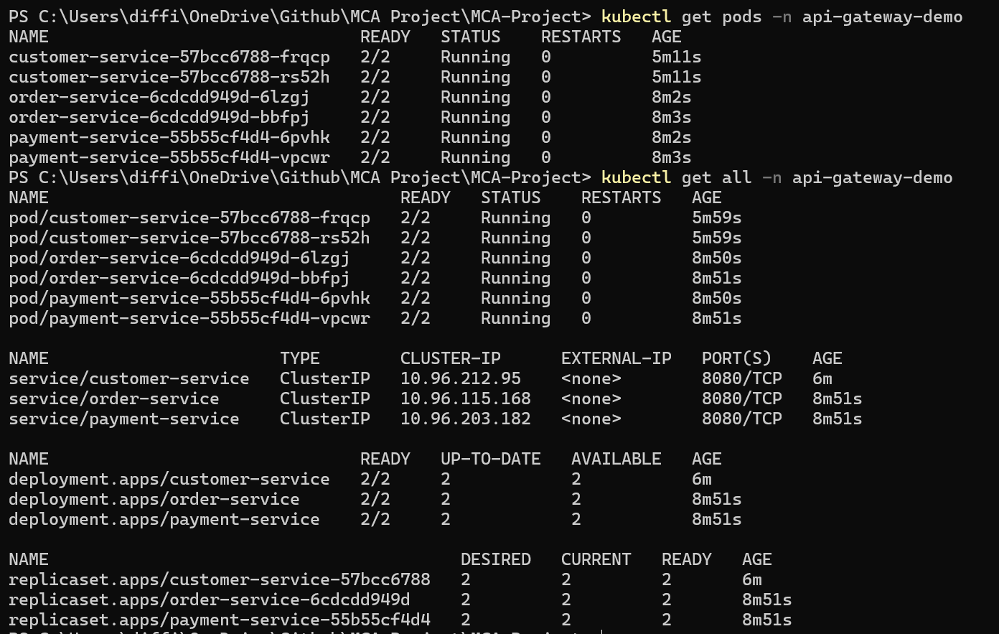 PS C:\Users\diffi\OneDrive\Github\MCA Project\MCA-Project> kubectl get pods -n api-gateway-demo
NAME READY STATUS RESTARTS AGE
customer-service-57bcc6788-frqcp 2/2 Running 0 5m11s
customer-service-57bcc6788-rs52h 2/2 Running 0 5m11s
order-service-6cdcdd949d-6lzgj 2/2 Running 0 8m2s
order-service-6cdcdd949d-bbfpj 2/2 Running 0 8m3s
payment-service-55b55cf4d4-6pvhk 2/2 Running 0 8m2s
payment-service-55b55cf4d4-vpcwr 2/2 Running 0 8m3s
PS C:\Users\diffi\OneDrive\Github\MCA Project\MCA-Project> kubectl get all -n api-gateway-demo
NAME READY STATUS RESTARTS AGE
pod/customer-service-57bcc6788-frqcp 2/2 Running 0 5m59s
pod/customer-service-57bcc6788-rs52h 2/2 Running 0 5m59s
pod/order-service-6cdcdd949d-6lzgj 2/2 Running 0 8m50s
pod/order-service-6cdcdd949d-bbfpj 2/2 Running 0 8m51s
pod/payment-service-55b55cf4d4-6pvhk 2/2 Running 0 8m50s
pod/payment-service-55b55cf4d4-vpcwr 2/2 Running 0 8m51s
NAME TYPE CLUSTER-IP EXTERNAL-IP PORT(S) AGE
service/customer-service ClusterIP 10.96.212.95 <none> 8080/TCP 6m
service/order-service ClusterIP 10.96.115.168 <none> 8080/TCP 8m51s
service/payment-service ClusterIP 10.96.203.182 <none> 8080/TCP 8m51s
NAME READY UP-TO-DATE AVAILABLE AGE
deployment.apps/customer-service 2/2 2 2 6m
deployment.apps/order-service 2/2 2 2 8m51s
deployment.apps/payment-service 2/2 2 2 8m51s
NAME DESIRED CURRENT READY AGE
replicaset.apps/customer-service-57bcc6788 2 2 2 6m
replicaset.apps/order-service-6cdcdd949d 2 2 2 8m51s
replicaset.apps/payment-service-55b55cf4d4 2 2 2 8m51s